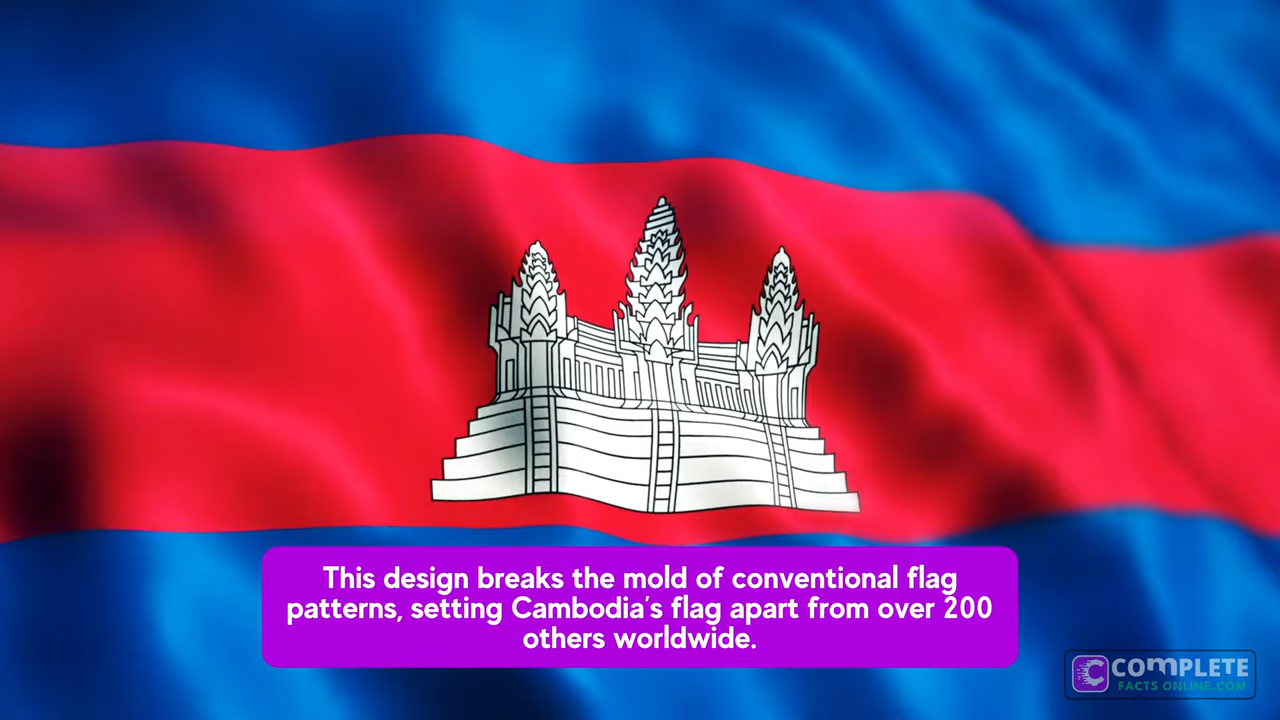 This design breaks the mold of conventional flag
patterns, setting Cambodia's flag apart from over 200
others worldwide.
COMPLETE
FACTS ONLINE.COM